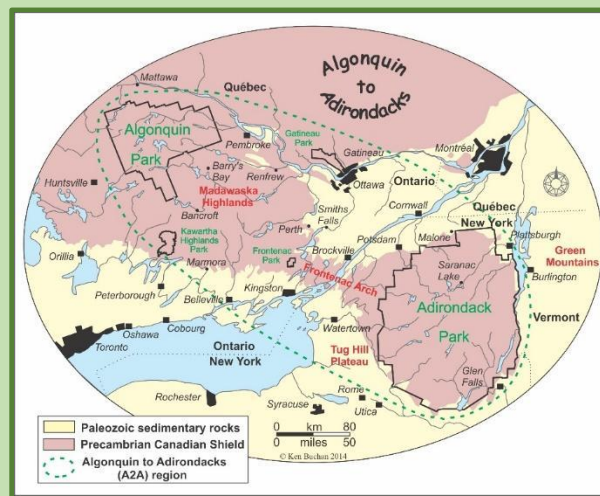 Algonquin
to
Adirondacks
Mattawa
Québec
Algonquin
Park
Pembroke
Gatineau
Park
Gatineau
Montréal
Barry's
Bay
Renfrew
Ottawa
Ontario
Huntsville
Madawaska
Highlands
Bancroft
Smiths
Falls
Cornwall
Québec
New York
Plattsburgh
Perth
Kawartha
Highlands
Park
Frontenac
Park
Brockville
Potsdam
Malone
Green
Mountains
Orillia
Marmora
Frontenac Arch
Saranac
Lake
Burlington
Peterborough
Belleville
Kingston
Adirondack
Park
Vermont
Watertown
Oshawa
Cobourg
Toronto
Ontario
New York
Tug Hill
Plateau
Glen
Falls
Rochester
Syracuse
Rome
Utica
Paleozoic sedimentary rocks
Precambrian Canadian Shield
Algonquin to Adirondacks
(A2A) region
0 km 80
0 miles 50
© Ken Buchan 2014